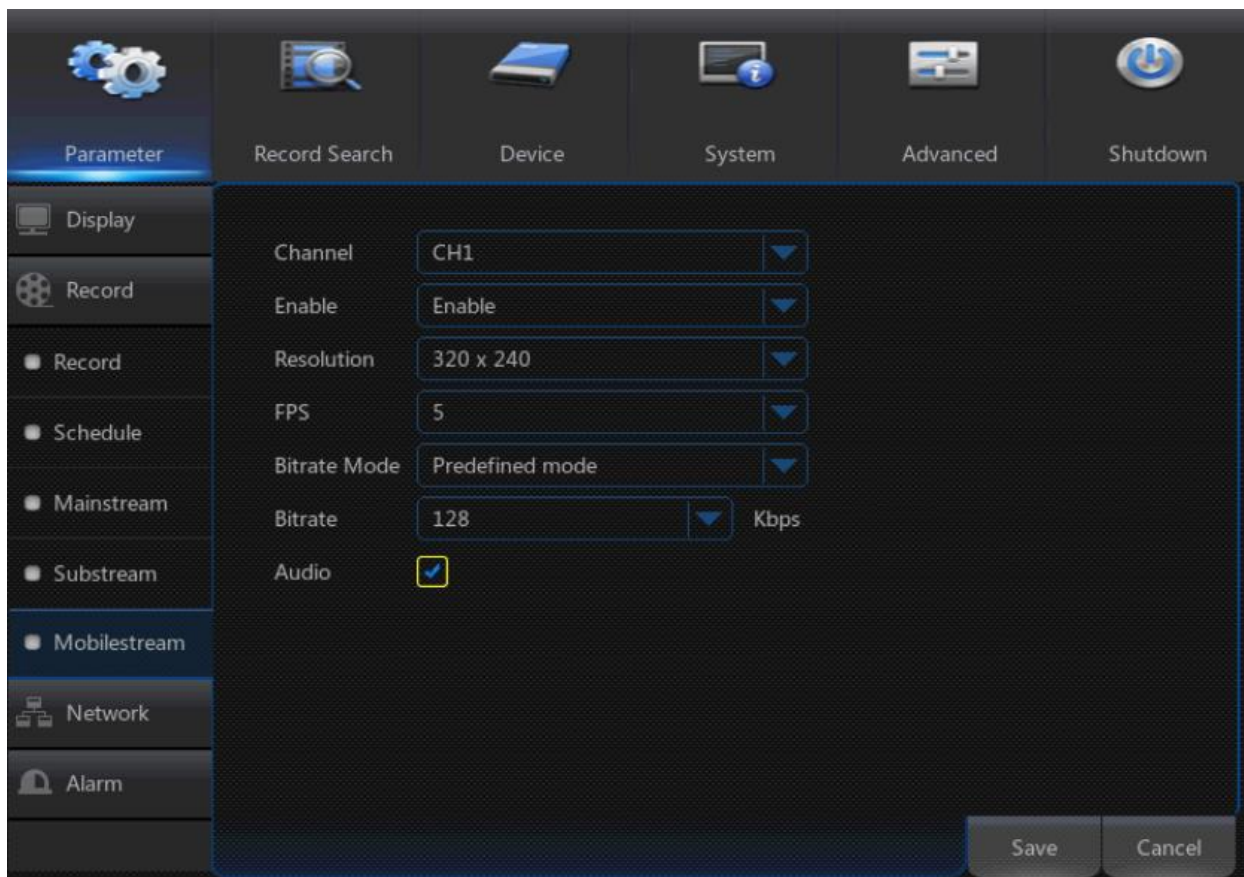 Parameter
Record Search
Device
System
Advanced
Shutdown
Display
Record
Record
Schedule
Mainstream
Substream
Mobilestream
Network
Alarm
Channel CH1
Enable Enable
Resolution 320 x 240
FPS 5
Bitrate Mode Predefined mode
Bitrate 128 Kbps
Audio
Save
Cancel